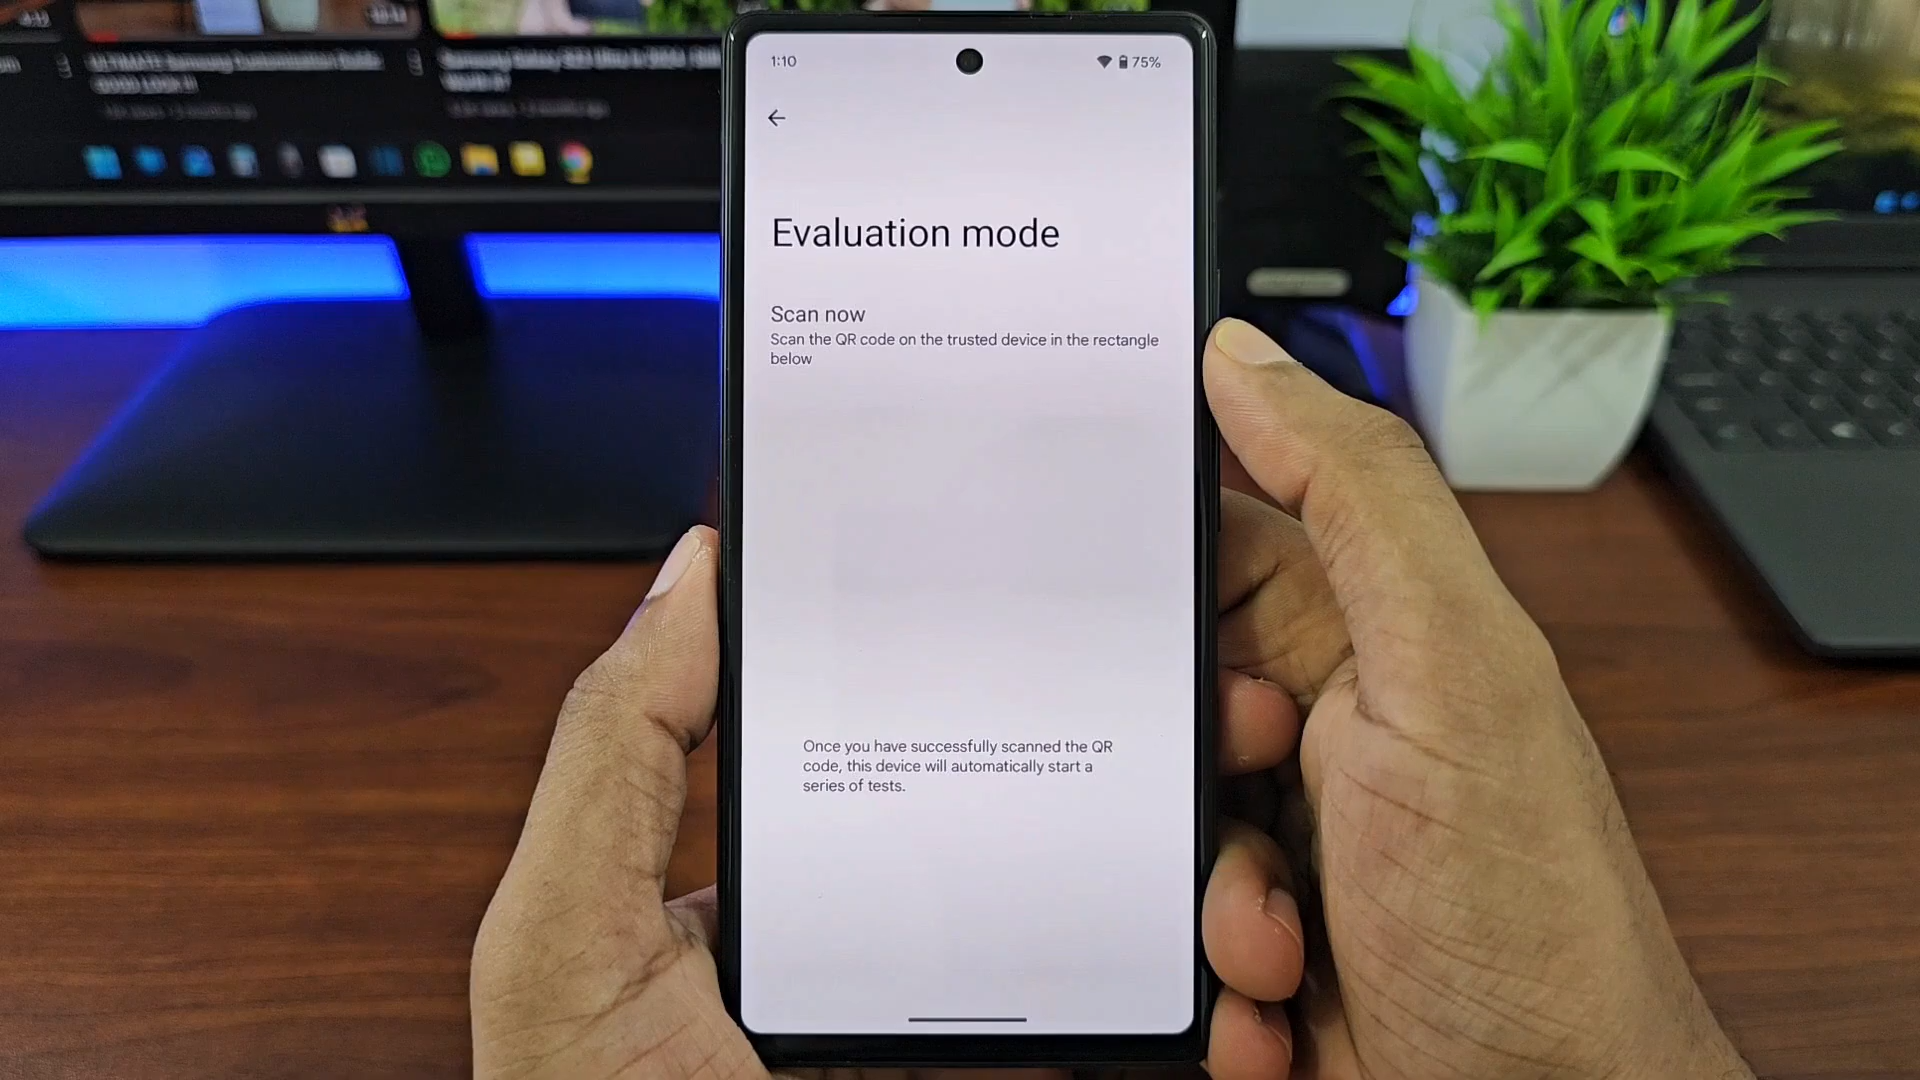 1:10
75%
Evaluation mode
Scan now
Scan the QR code on the trusted device in the rectangle
below
Once you have successfully scanned the QR
code, this device will automatically start a
series of tests.